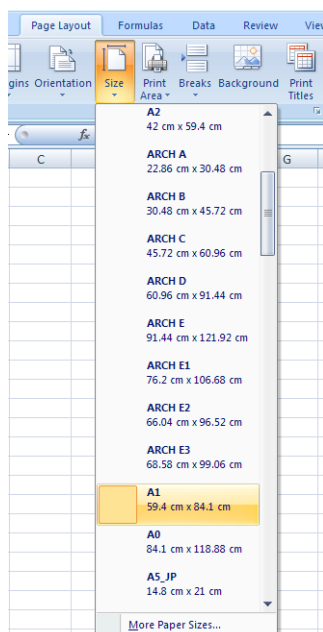 Page Layout Formulas Data Review Vie
gins Orientation Size Print Area Breaks Background Print Titles
fx
C G
A2
42 cm x 59.4 cm
ARCH A
22.86 cm x 30.48 cm
ARCH B
30.48 cm x 45.72 cm
ARCH C
45.72 cm x 60.96 cm
ARCH D
60.96 cm x 91.44 cm
ARCH E
91.44 cm x 121.92 cm
ARCH E1
76.2 cm x 106.68 cm
ARCH E2
66.04 cm x 96.52 cm
ARCH E3
68.58 cm x 99.06 cm
A1
59.4 cm x 84.1 cm
A0
84.1 cm x 118.88 cm
A5_JP
14.8 cm x 21 cm
More Paper Sizes...